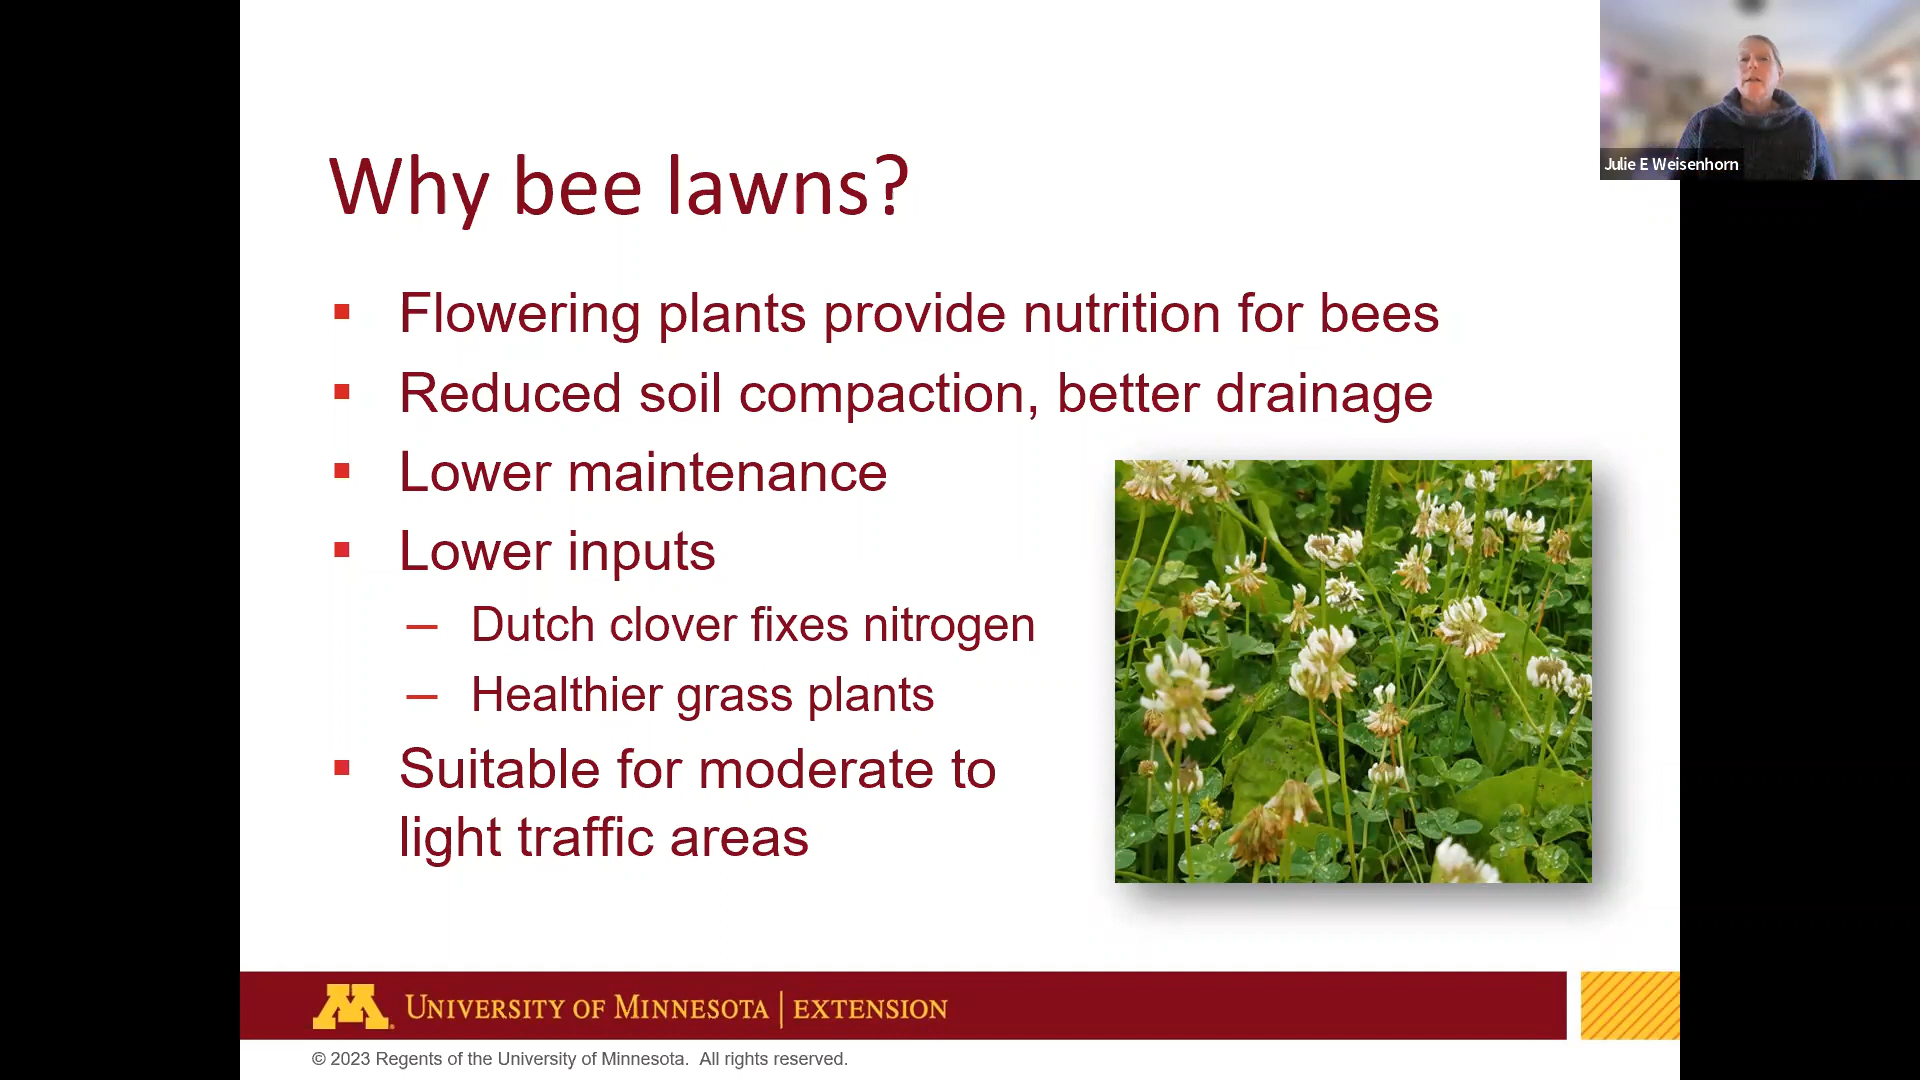 Julie E Weisenhorn
Why bee lawns?
▪ Flowering plants provide nutrition for bees
▪ Reduced soil compaction, better drainage
▪ Lower maintenance
▪ Lower inputs
– Dutch clover fixes nitrogen
– Healthier grass plants
▪ Suitable for moderate to
light traffic areas
M UNIVERSITY OF MINNESOTA | EXTENSION
© 2023 Regents of the University of Minnesota. All rights reserved.